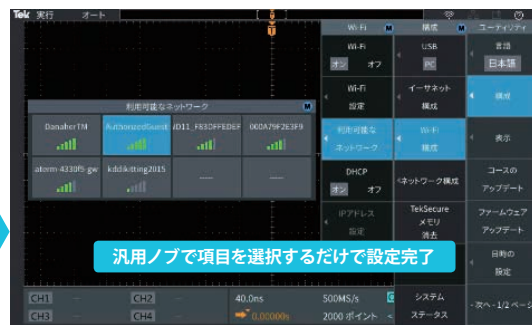 Tek 実行 オート
Wi-Fi M 構成 M ユーティリティ
Wi-Fi
オン オフ
USB
PC
言語
日本語
Wi-Fi
設定
イーサネット
構成
構成
利用可能な
ネットワーク
Wi-Fi
構成
表示
DHCP
オン オフ
ネットワーク構成
コースの
アップデート
IPアドレス
設定
TekSecure
メモリ
消去
ファームウェア
アップデート
日時の
設定
システム
ステータス
- 次へ - 1/2 ページ
利用可能なネットワーク M
DanaherTM AuthorizedGuest JD11_F83DFFEDEF 000A79F2E3F9
aterm-4330f5-gw kddikitting2015 ---- ----
汎用ノブで項目を選択するだけで設定完了
CH1 CH2 40.0ns 500MS/s
CH3 CH4 0.00000s 2000 ポイント